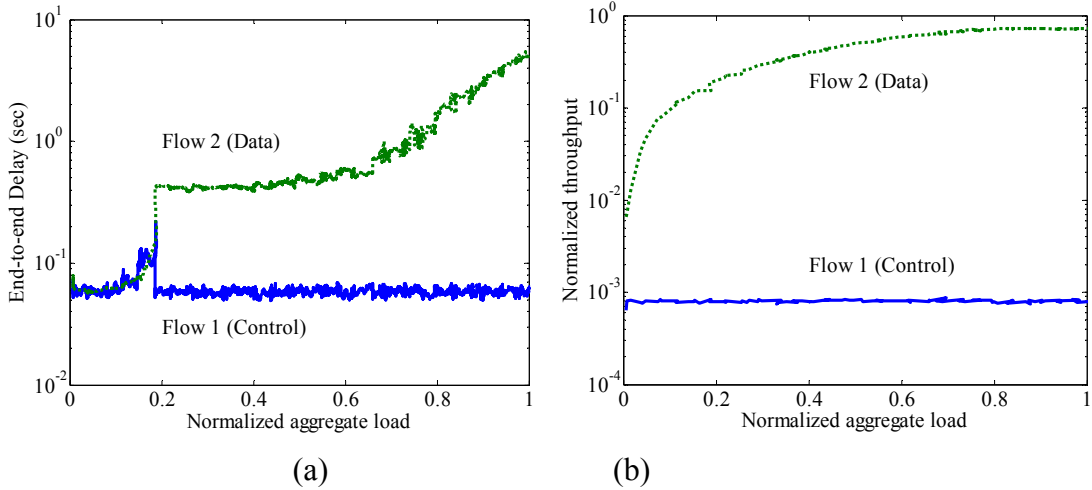 10^1
10^0
10^-1
10^-2
End-to-end Delay (sec)
Flow 2 (Data)
Flow 1 (Control)
0 0.2 0.4 0.6 0.8 1
Normalized aggregate load
(a)
10^0
10^-1
10^-2
10^-3
10^-4
Normalized throughput
Flow 2 (Data)
Flow 1 (Control)
0 0.2 0.4 0.6 0.8 1
Normalized aggregate load
(b)